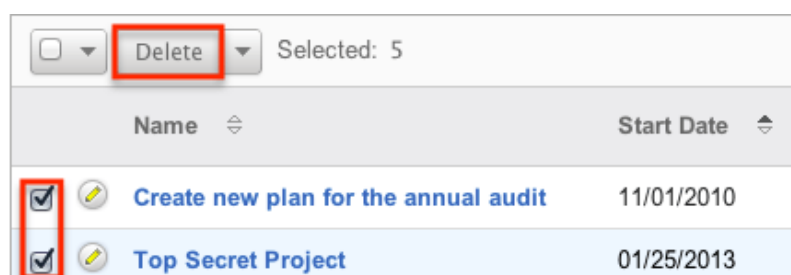 Delete Selected: 5
Name Start Date
Create new plan for the annual audit 11/01/2010
Top Secret Project 01/25/2013